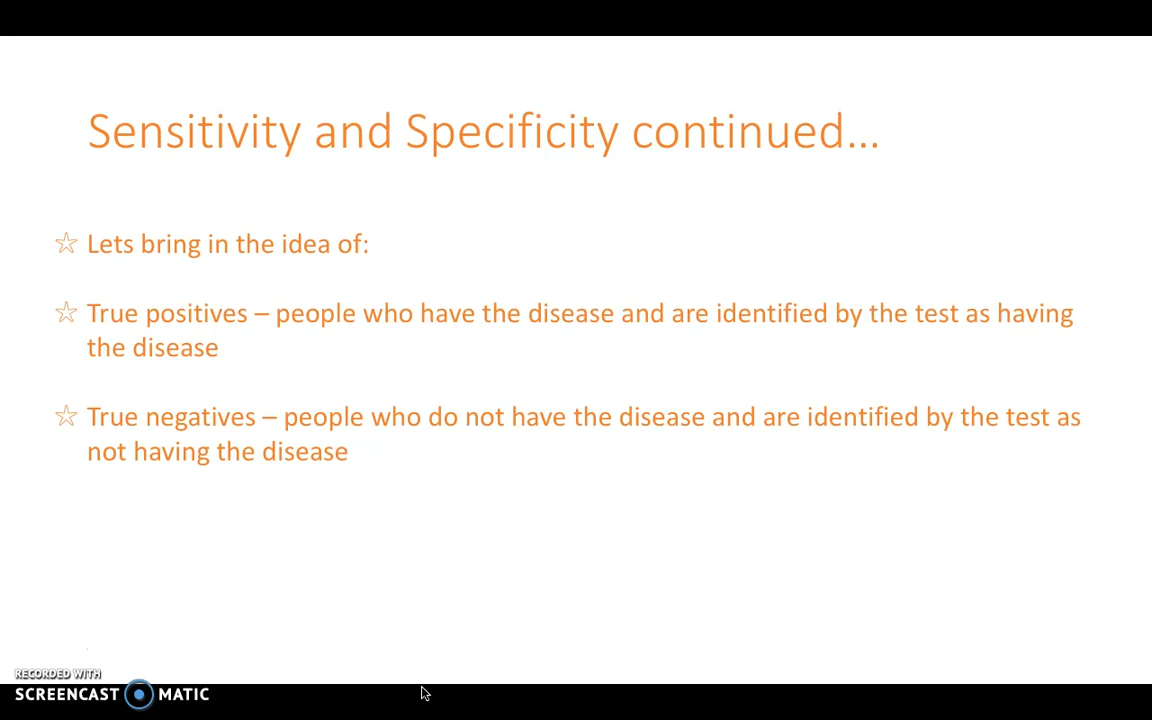 Sensitivity and Specificity continued...
☆ Lets bring in the idea of:
☆ True positives – people who have the disease and are identified by the test as having
the disease
☆ True negatives – people who do not have the disease and are identified by the test as
not having the disease
RECORDED WITH
SCREENCAST MATIC